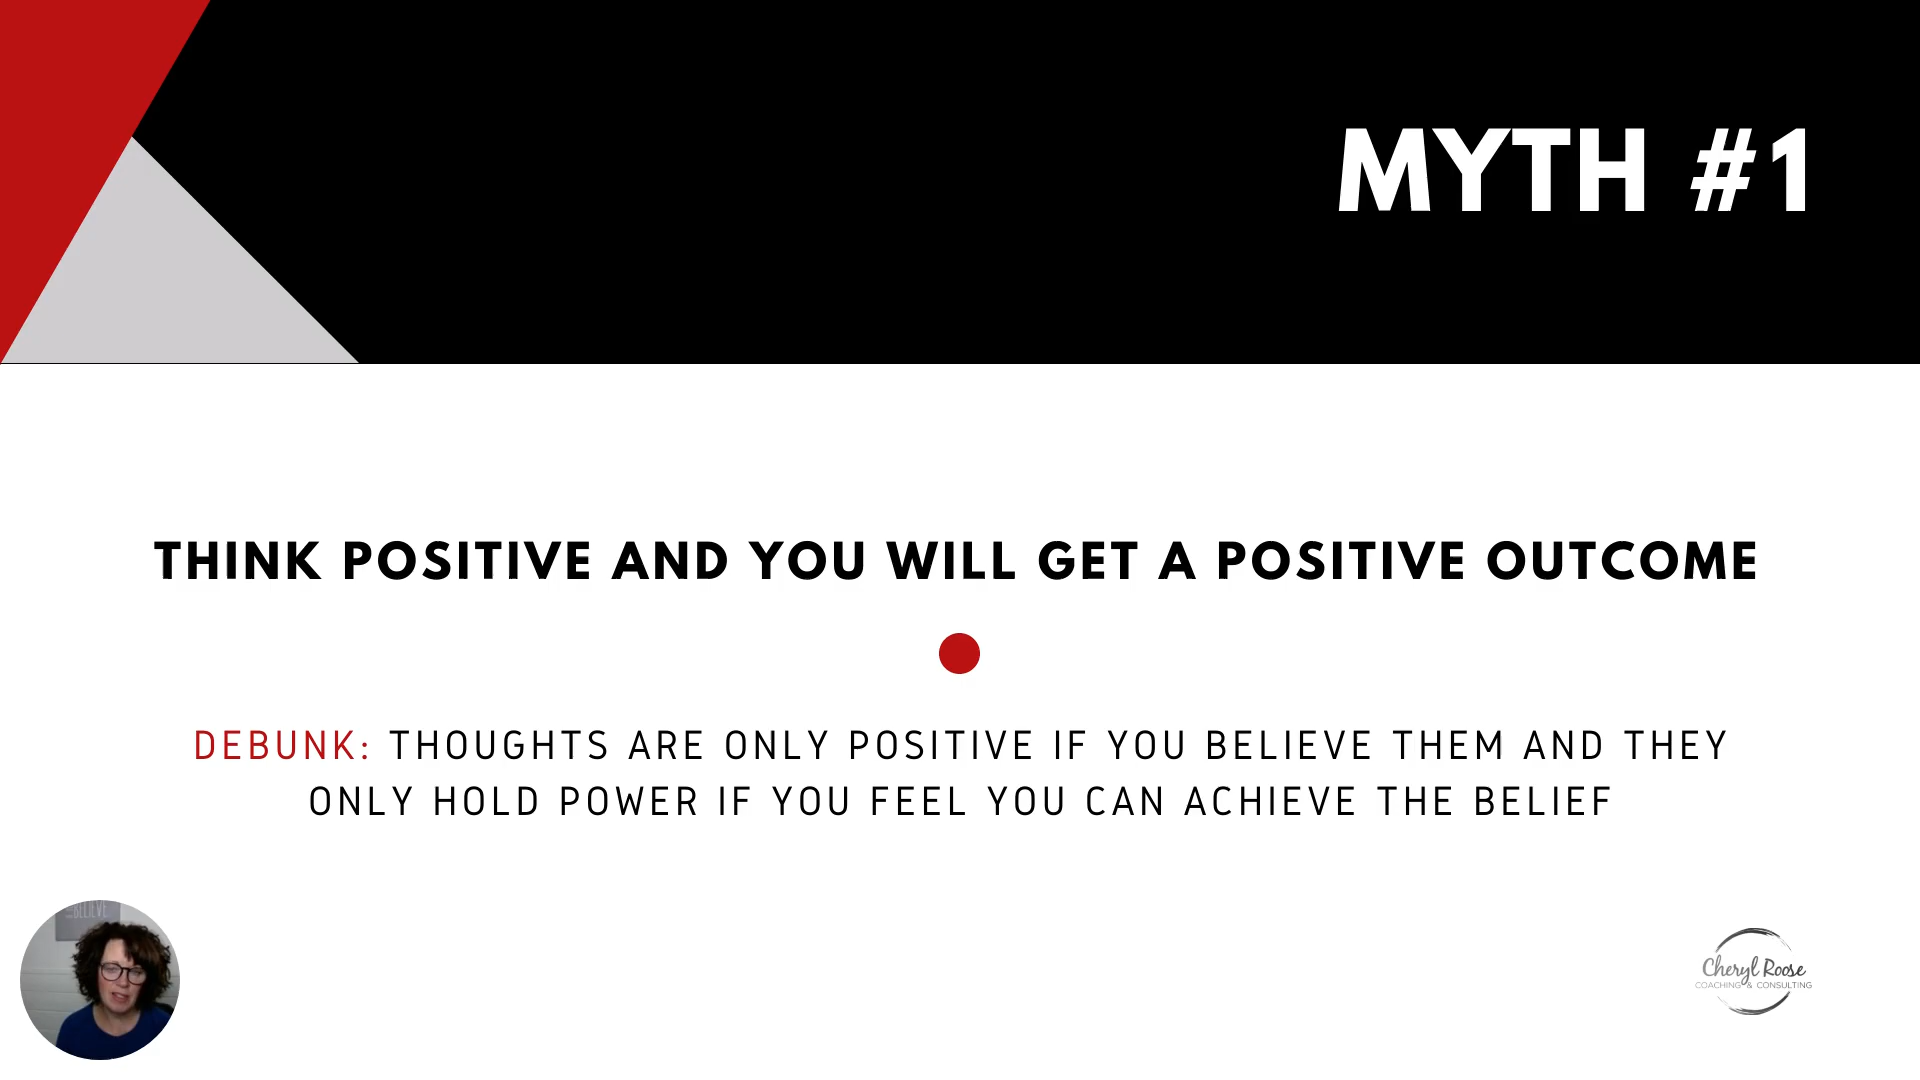 MYTH #1
THINK POSITIVE AND YOU WILL GET A POSITIVE OUTCOME
DEBUNK: THOUGHTS ARE ONLY POSITIVE IF YOU BELIEVE THEM AND THEY
ONLY HOLD POWER IF YOU FEEL YOU CAN ACHIEVE THE BELIEF
BELIEVE
Cheryl Roose
COACHING & CONSULTING